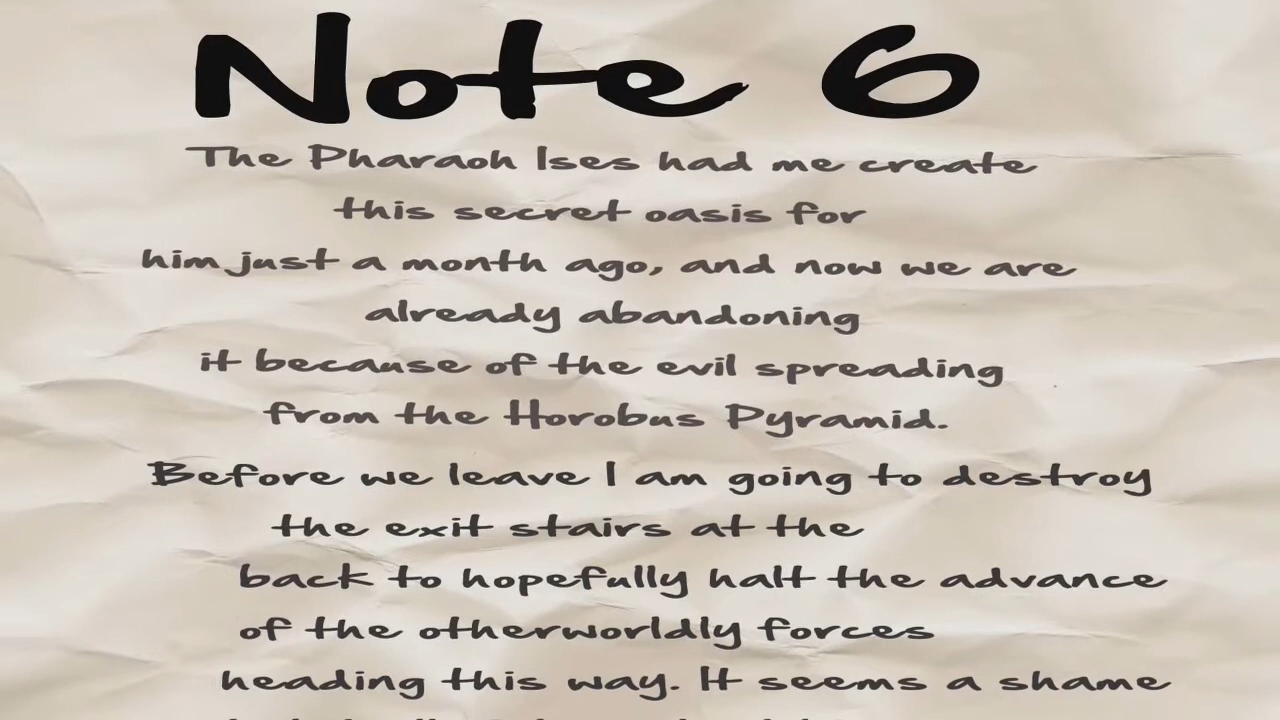 Note 6
The Pharaoh Ises had me create
this secret oasis for
him just a month ago, and now we are
already abandoning
it because of the evil spreading
from the Horobus Pyramid.
Before we leave I am going to destroy
the exit stairs at the
back to hopefully halt the advance
of the otherworldly forces
heading this way. It seems a shame